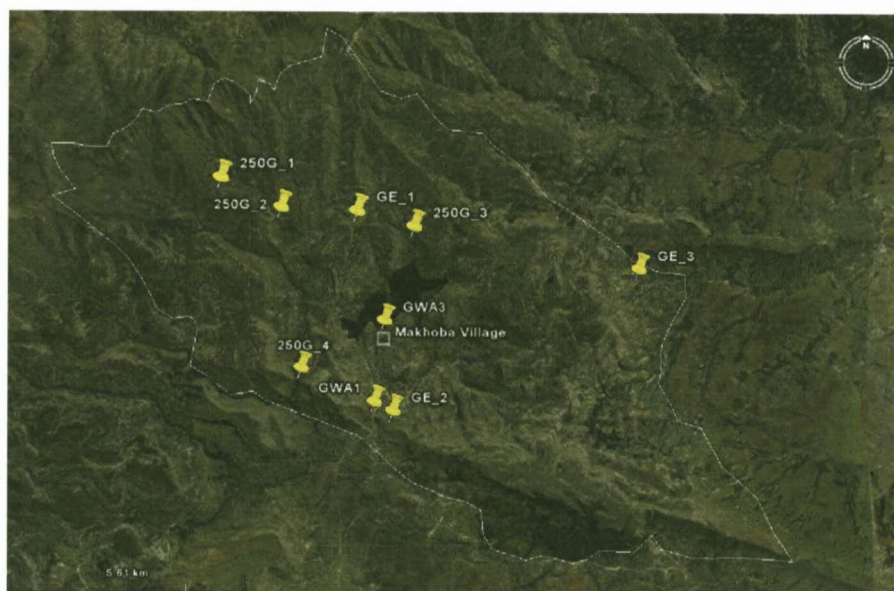 N
250G_1
250G_2
GE_1
250G_3
GE_3
GWA3
Makhoba Village
250G_4
GWA1
GE_2
5.61 km